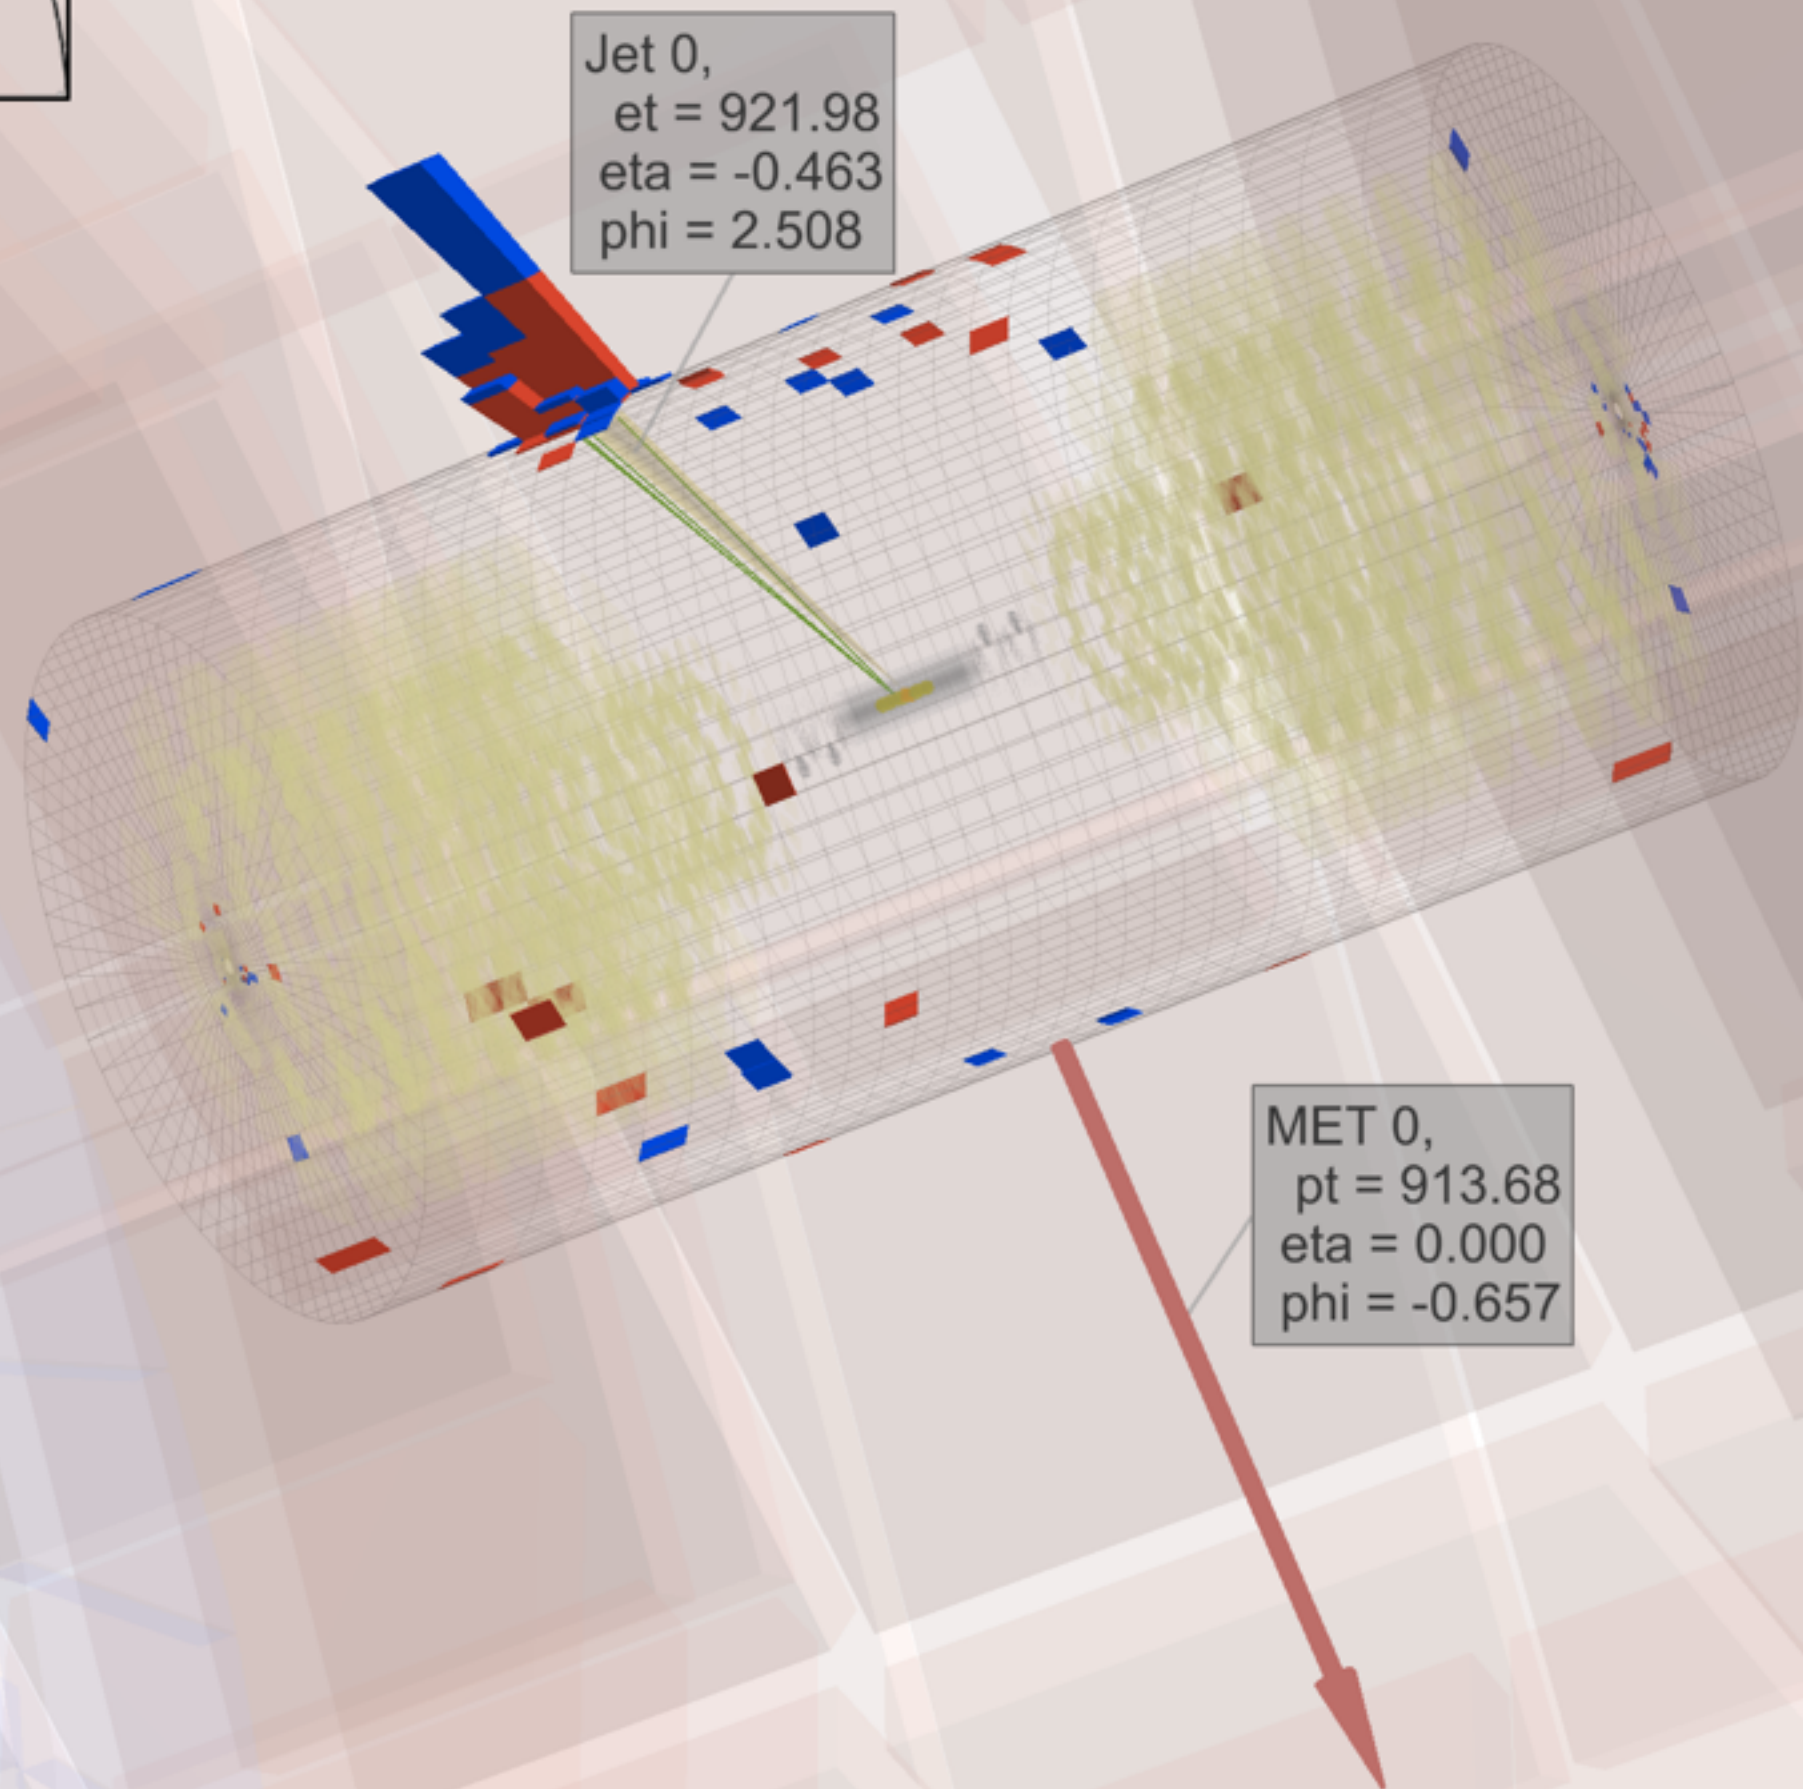 Jet 0,
et = 921.98
eta = -0.463
phi = 2.508
MET 0,
pt = 913.68
eta = 0.000
phi = -0.657